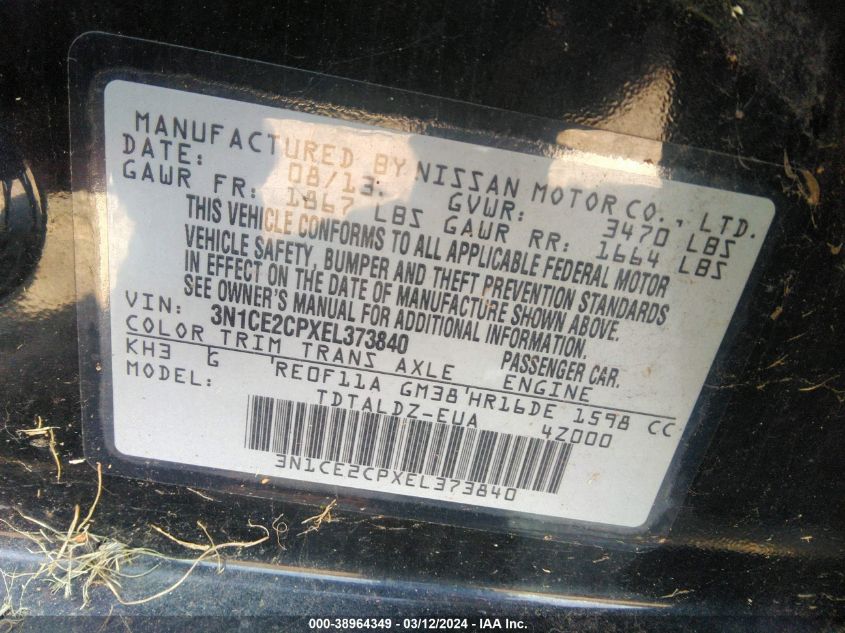 MANUFACTURED BY NISSAN MOTOR CO., LTD.
DATE: 08/13 GVWR: 3470 LBS
GAWR FR: 1867 LBS GAWR RR: 1664 LBS
THIS VEHICLE CONFORMS TO ALL APPLICABLE FEDERAL MOTOR
VEHICLE SAFETY, BUMPER AND THEFT PREVENTION STANDARDS
IN EFFECT ON THE DATE OF MANUFACTURE SHOWN ABOVE.
SEE OWNER'S MANUAL FOR ADDITIONAL INFORMATION.
VIN: 3N1CE2CPXEL373840 PASSENGER CAR.
COLOR TRIM TRANS AXLE ENGINE
KH3 G RE0F11A GM38 HR16DE 1598 CC
MODEL: TDTALDZ-EUA 4Z000
3N1CE2CPXEL373840
000-38964349 - 03/12/2024 - IAA, Inc.